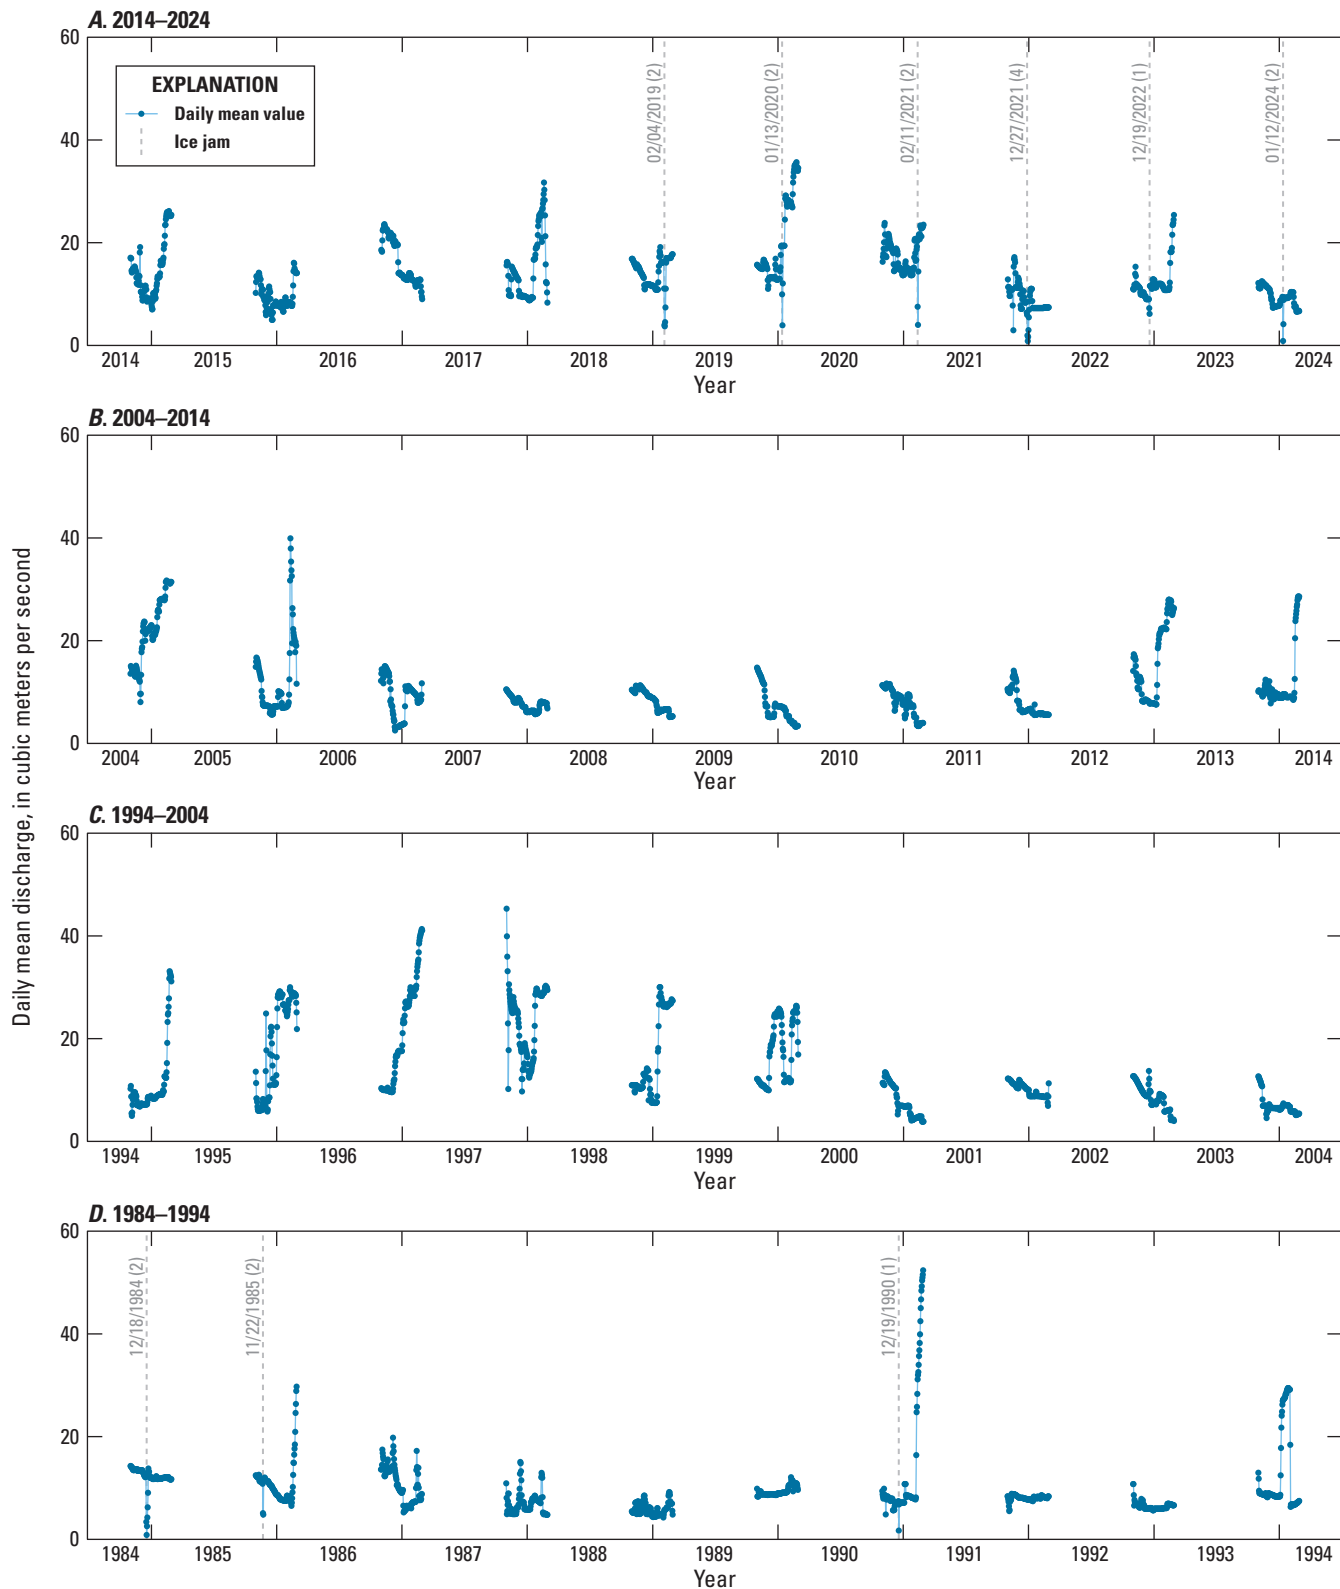 A. 2014–2024
60
40
20
0
EXPLANATION
Daily mean value
Ice jam
02/04/2019 (2)
01/13/2020 (2)
02/11/2021 (2)
12/27/2021 (4)
12/19/2022 (1)
01/12/2024 (2)
2014 2015 2016 2017 2018 2019 2020 2021 2022 2023 2024
Year
B. 2004–2014
60
40
20
0
2004 2005 2006 2007 2008 2009 2010 2011 2012 2013 2014
Year
Daily mean discharge, in cubic meters per second
C. 1994–2004
60
40
20
0
1994 1995 1996 1997 1998 1999 2000 2001 2002 2003 2004
Year
D. 1984–1994
60
40
20
0
12/18/1984 (2)
11/22/1985 (2)
12/19/1990 (1)
1984 1985 1986 1987 1988 1989 1990 1991 1992 1993 1994
Year